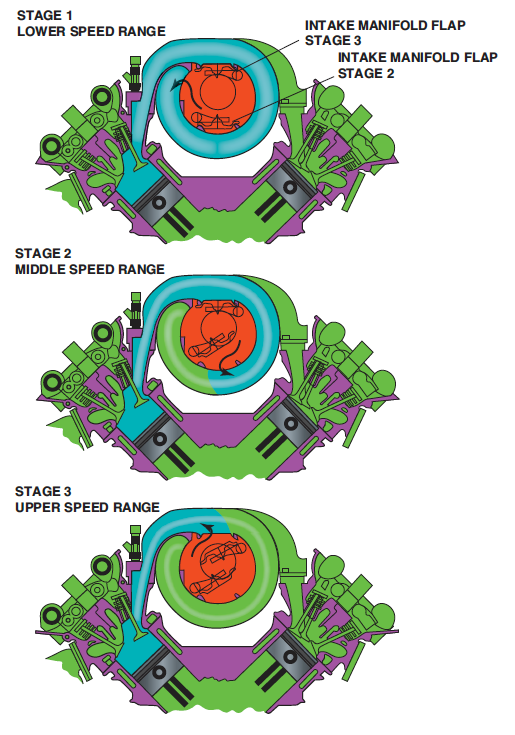 STAGE 1
LOWER SPEED RANGE
INTAKE MANIFOLD FLAP
STAGE 3
INTAKE MANIFOLD FLAP
STAGE 2
STAGE 2
MIDDLE SPEED RANGE
STAGE 3
UPPER SPEED RANGE